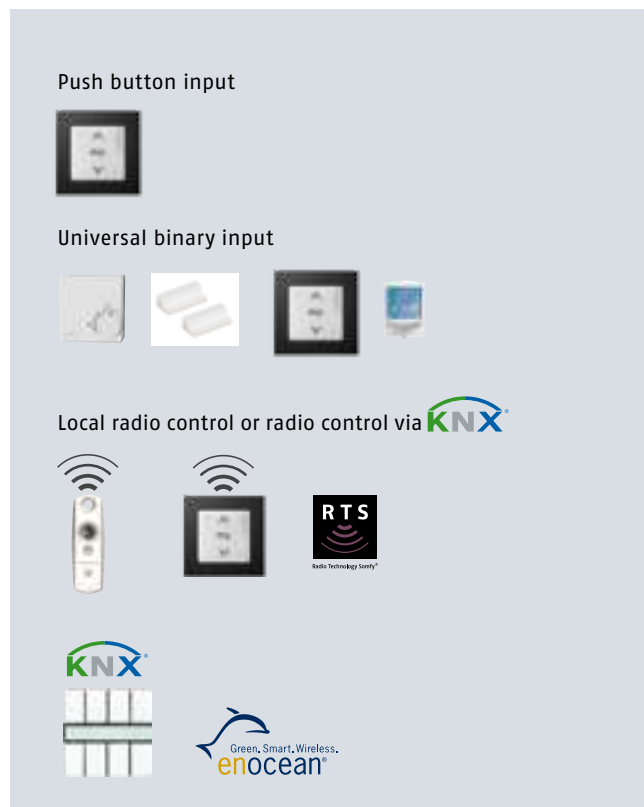 Push button input
Universal binary input
Local radio control or radio control via KNX®
RTS
Radio Technology Somfy®
KNX®
Green. Smart. Wireless.
enocean®